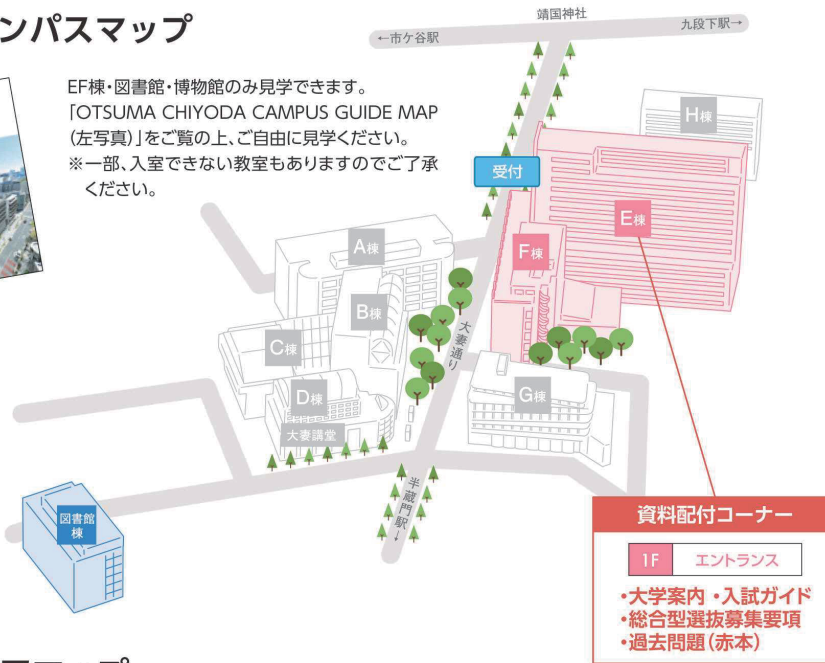 ンパスマップ
靖国神社
←市ケ谷駅
九段下駅→
EF棟・図書館・博物館のみ見学できます。
「OTSUMA CHIYODA CAMPUS GUIDE MAP
(左写真)」をご覧の上、ご自由に見学ください。
※一部、入室できない教室もありますのでご了承
ください。
H棟
受付
E棟
F棟
A棟
B棟
C棟
大妻通り
D棟
G棟
大妻講堂
半蔵門駅→
図書館
棟
資料配付コーナー
1F エントランス
・大学案内 ・入試ガイド
・総合型選抜募集要項
・過去問題(赤本)